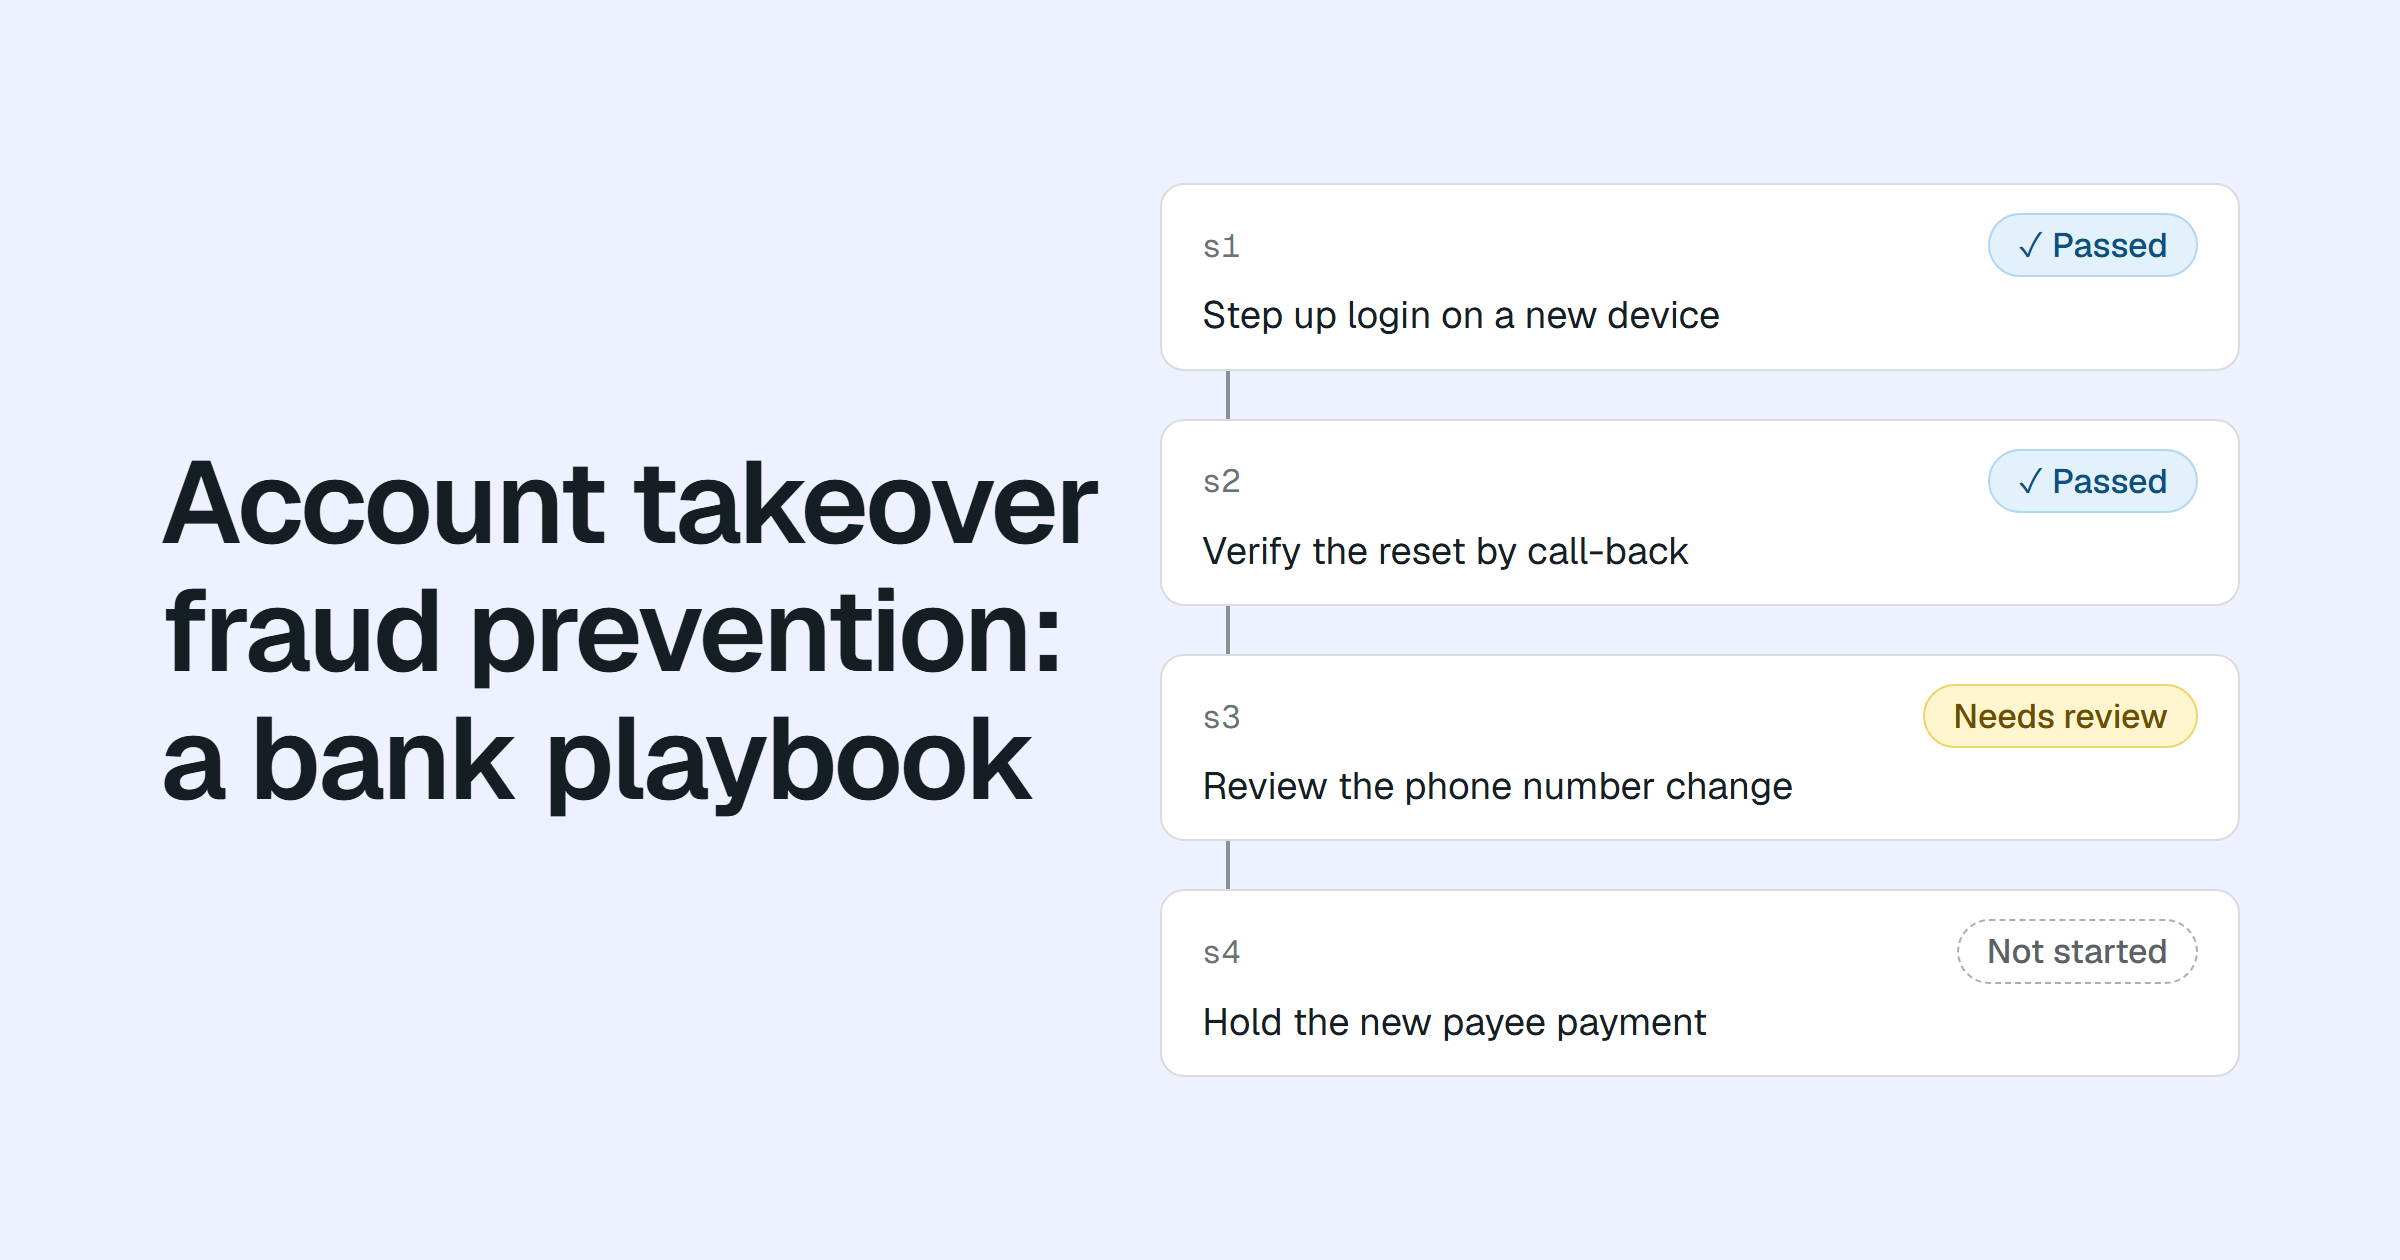 Account takeover
fraud prevention:
a bank playbook
s1
✓ Passed
Step up login on a new device
s2
✓ Passed
Verify the reset by call-back
s3
Needs review
Review the phone number change
s4
Not started
Hold the new payee payment